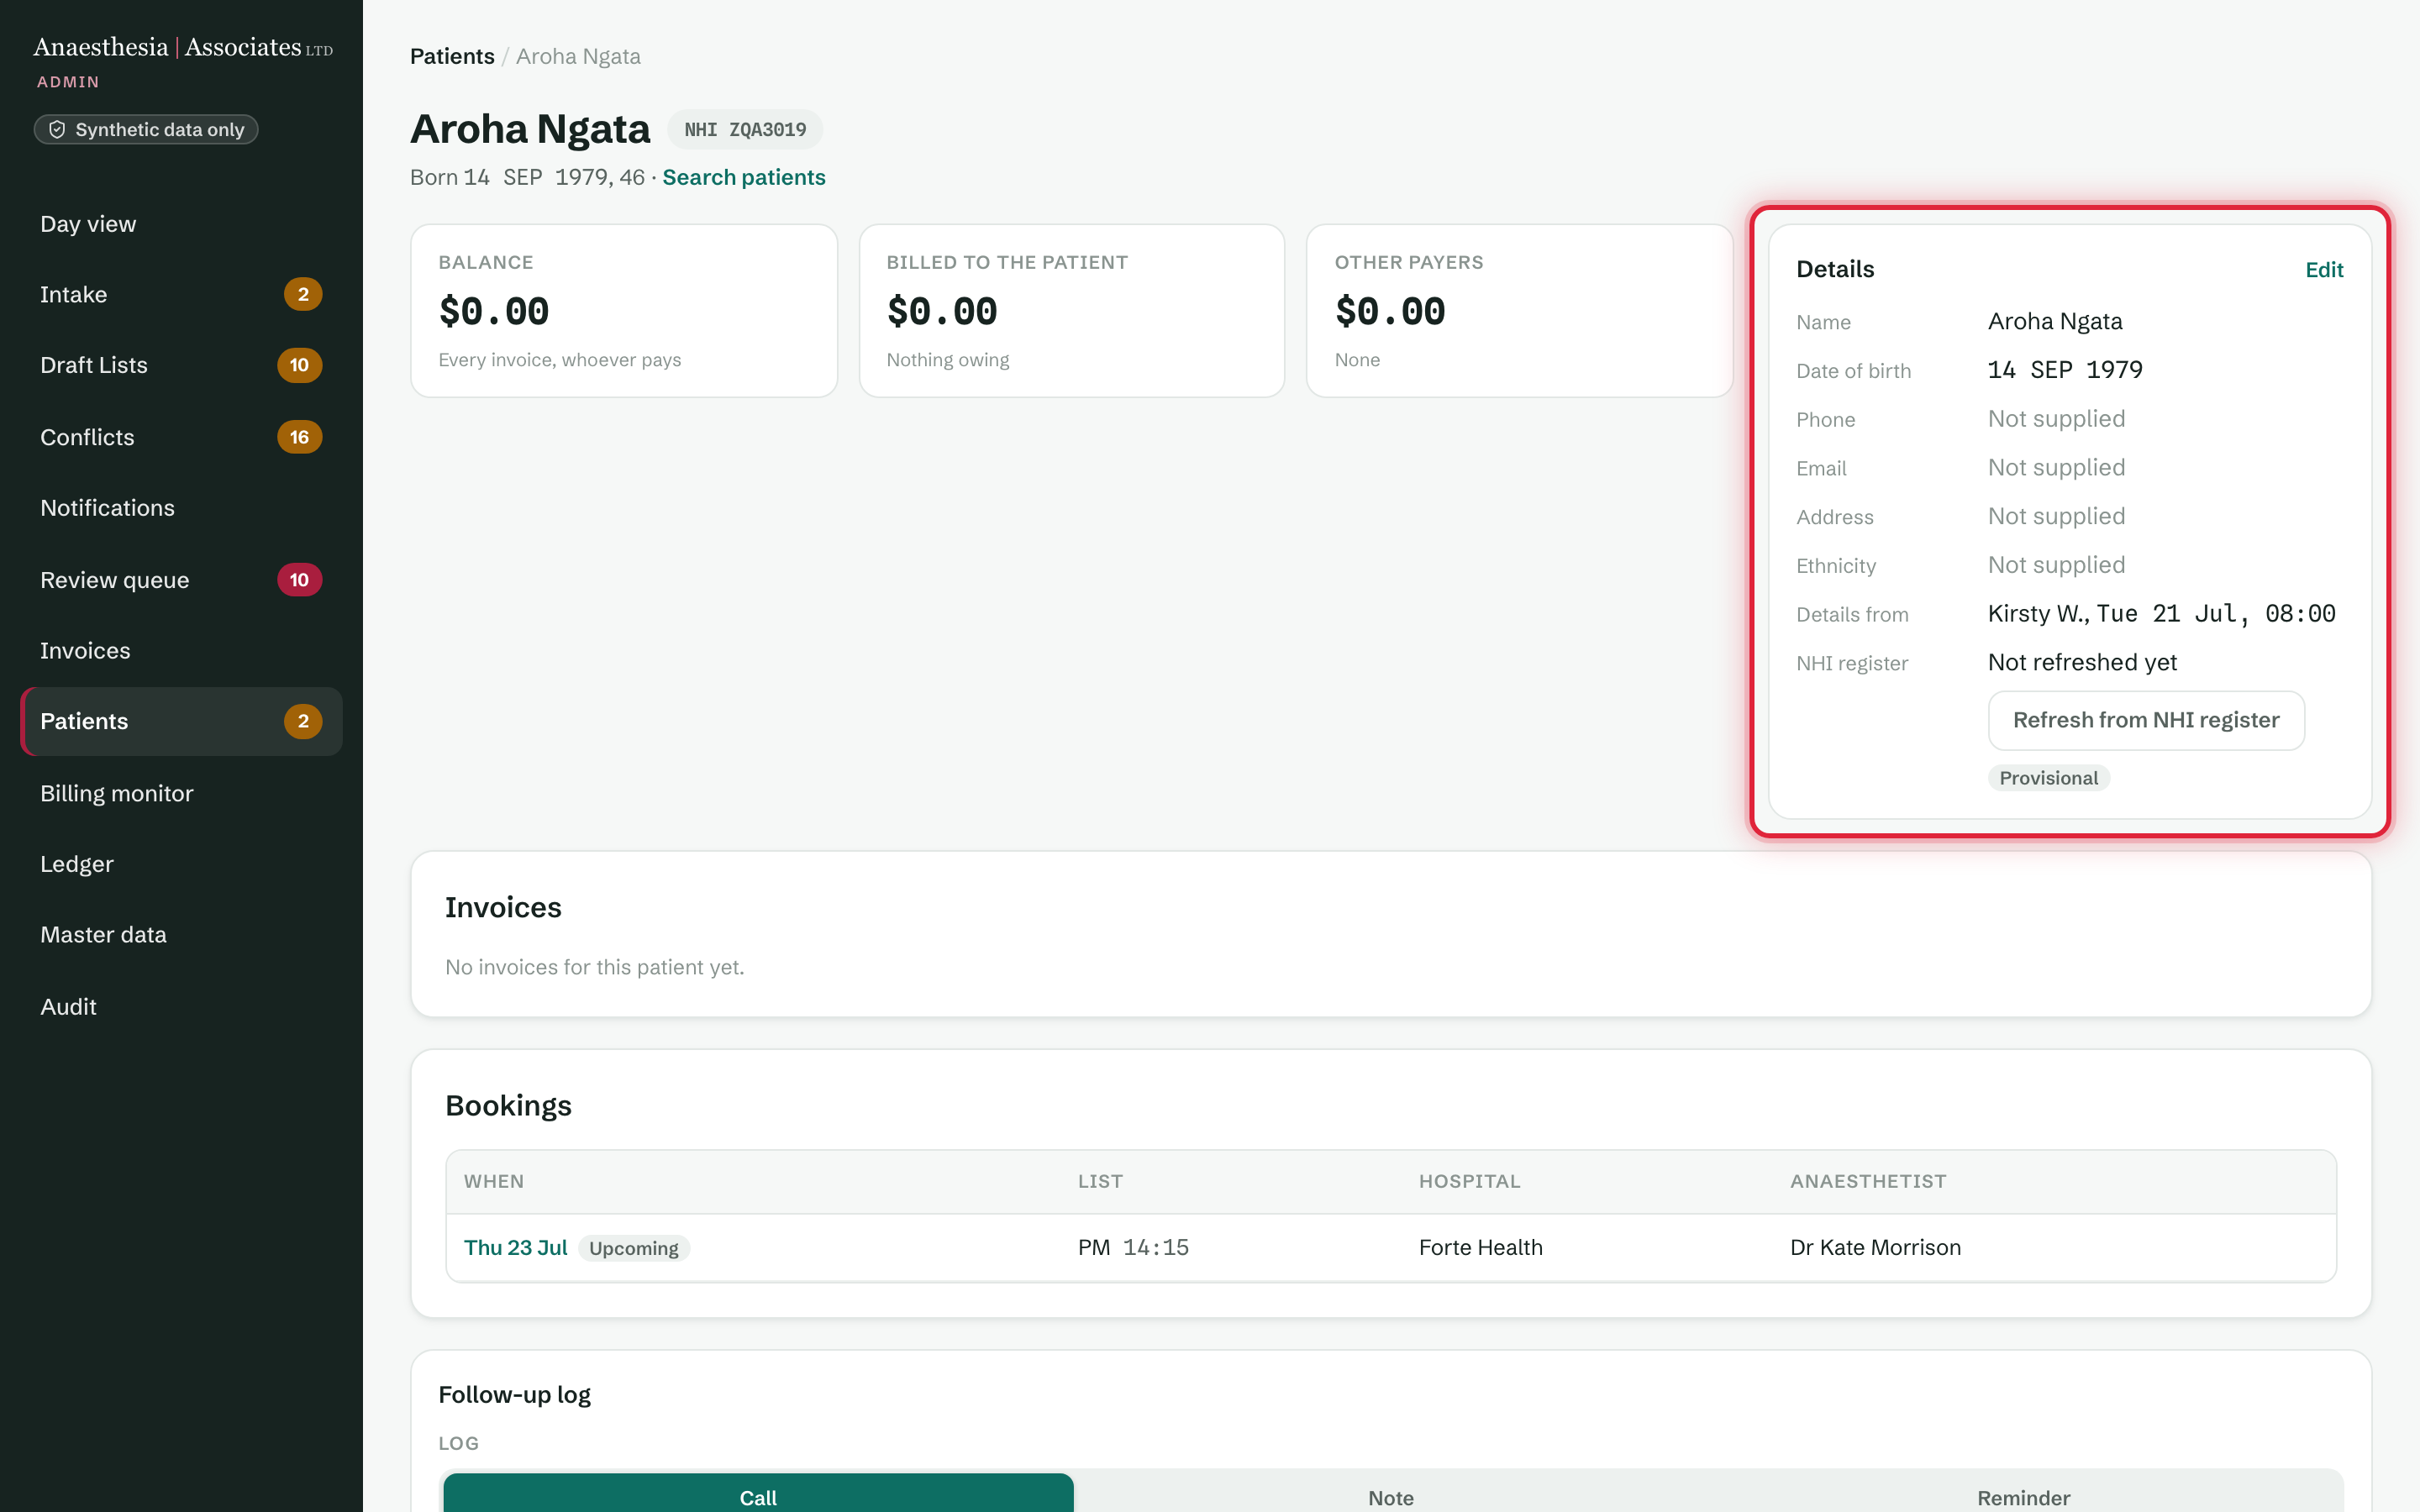 Anaesthesia | Associates LTD
ADMIN
Synthetic data only
Day view
Intake 2
Draft Lists 10
Conflicts 16
Notifications
Review queue 10
Invoices
Patients 2
Billing monitor
Ledger
Master data
Audit
Patients / Aroha Ngata
Aroha Ngata NHI ZQA3019
Born 14 SEP 1979, 46 · Search patients
BALANCE
$0.00
Every invoice, whoever pays
BILLED TO THE PATIENT
$0.00
Nothing owing
OTHER PAYERS
$0.00
None
Details Edit
Name Aroha Ngata
Date of birth 14 SEP 1979
Phone Not supplied
Email Not supplied
Address Not supplied
Ethnicity Not supplied
Details from Kirsty W., Tue 21 Jul, 08:00
NHI register Not refreshed yet
Refresh from NHI register
Provisional
Invoices
No invoices for this patient yet.
Bookings
WHEN LIST HOSPITAL ANAESTHETIST
Thu 23 Jul Upcoming PM 14:15 Forte Health Dr Kate Morrison
Follow-up log
LOG
Call Note Reminder